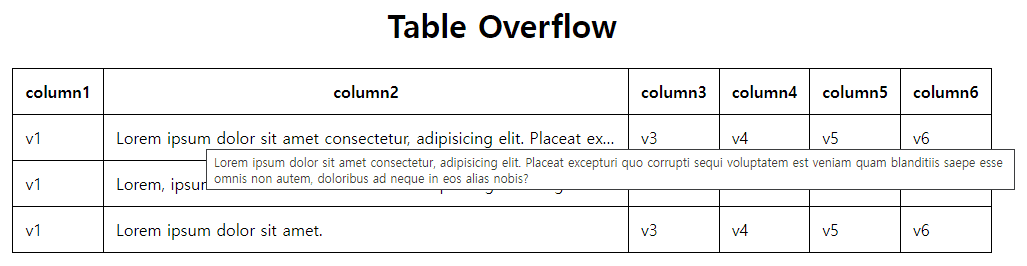 Table Overflow
column1 column2 column3 column4 column5 column6
v1 Lorem ipsum dolor sit amet consectetur, adipisicing elit. Placeat ex... v3 v4 v5 v6
Lorem ipsum dolor sit amet consectetur, adipisicing elit. Placeat excepturi quo corrupti sequi voluptatem est veniam quam blanditiis saepe esse
omnis non autem, doloribus ad neque in eos alias nobis?
v1 Lorem, ipsum
v1 Lorem ipsum dolor sit amet. v3 v4 v5 v6